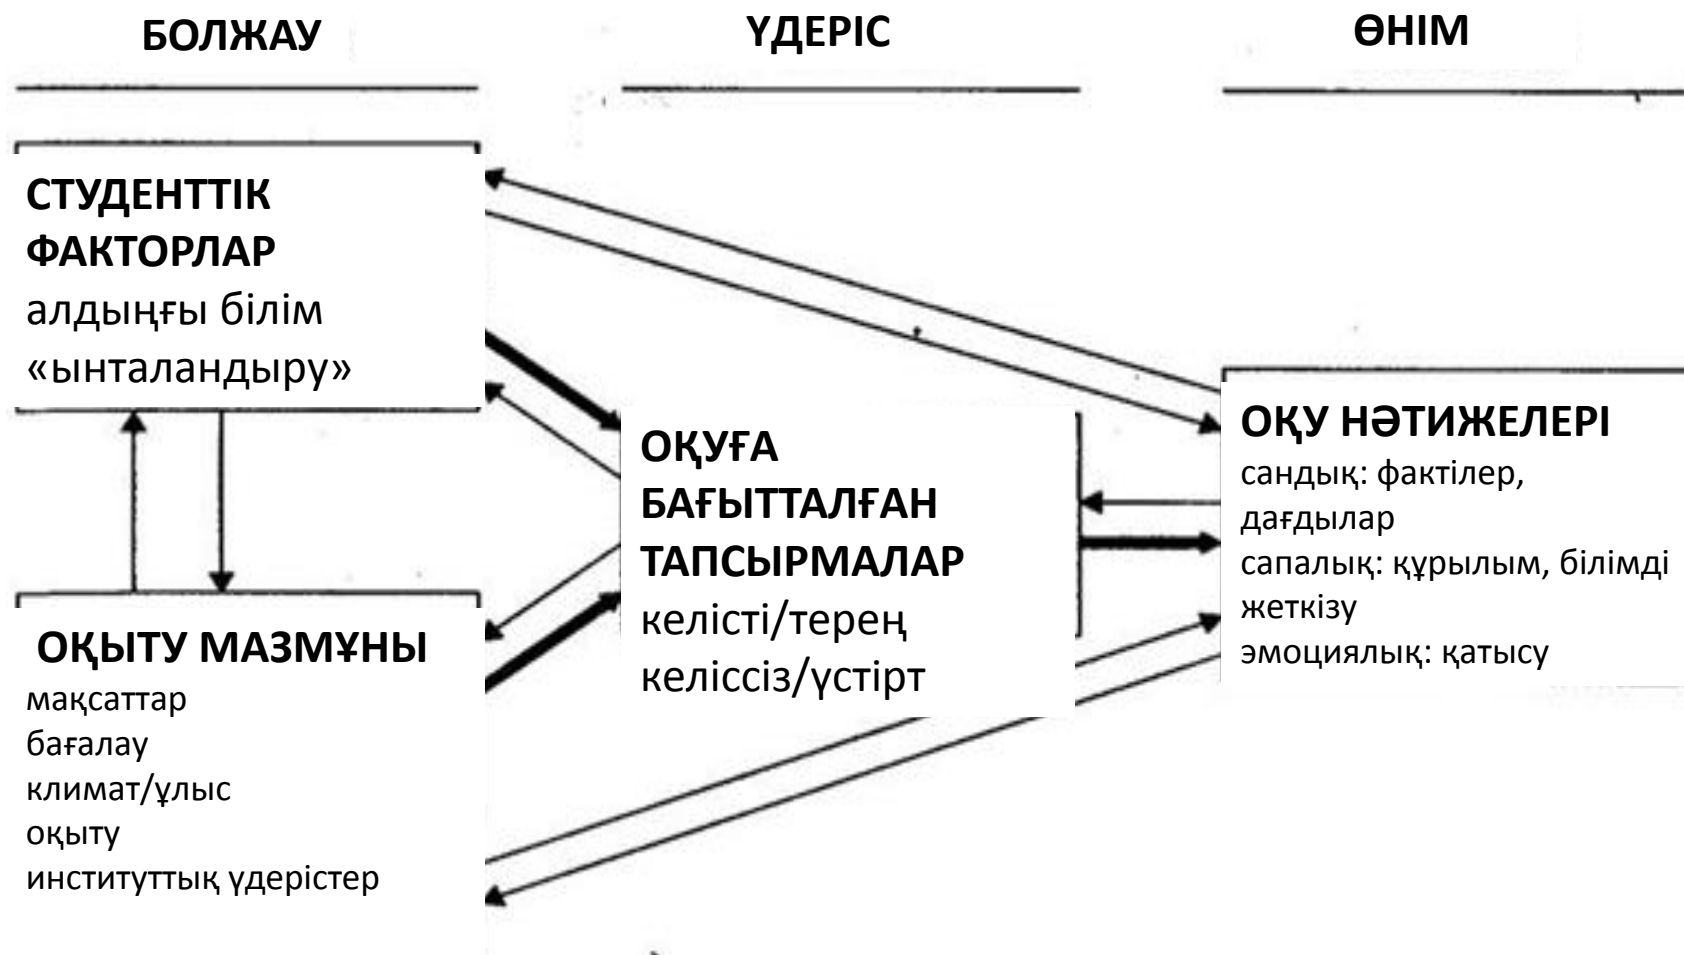 БОЛЖАУ
ҮДЕРІС
ӨНІМ
СТУДЕНТТІК
ФАКТОРЛАР
алдыңғы білім
«ынталандыру»
ОҚУҒА
БАҒЫТТАЛҒАН
ТАПСЫРМАЛАР
келісті/терең
келіссіз/үстірт
ОҚУ НӘТИЖЕЛЕРІ
сандық: фактілер,
дағдылар
сапалық: құрылым, білімді
жеткізу
эмоциялық: қатысу
ОҚЫТУ МАЗМҰНЫ
мақсаттар
бағалау
климат/ұлыс
оқыту
институттық үдерістер